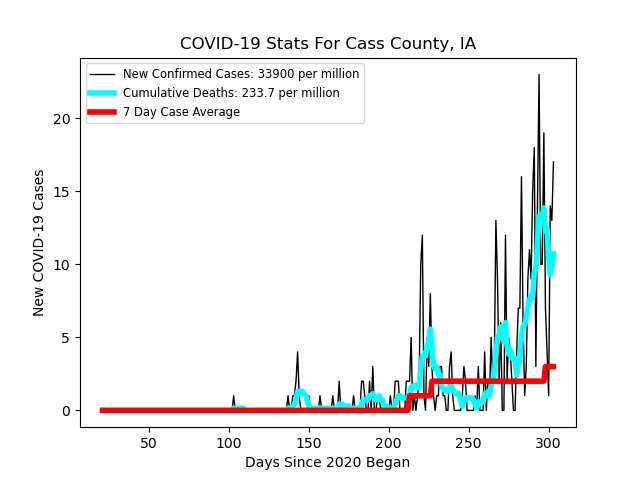 COVID-19 Stats For Cass County, IA
New Confirmed Cases: 33900 per million
Cumulative Deaths: 233.7 per million
7 Day Case Average
New COVID-19 Cases
20
15
10
5
0
50 100 150 200 250 300
Days Since 2020 Began